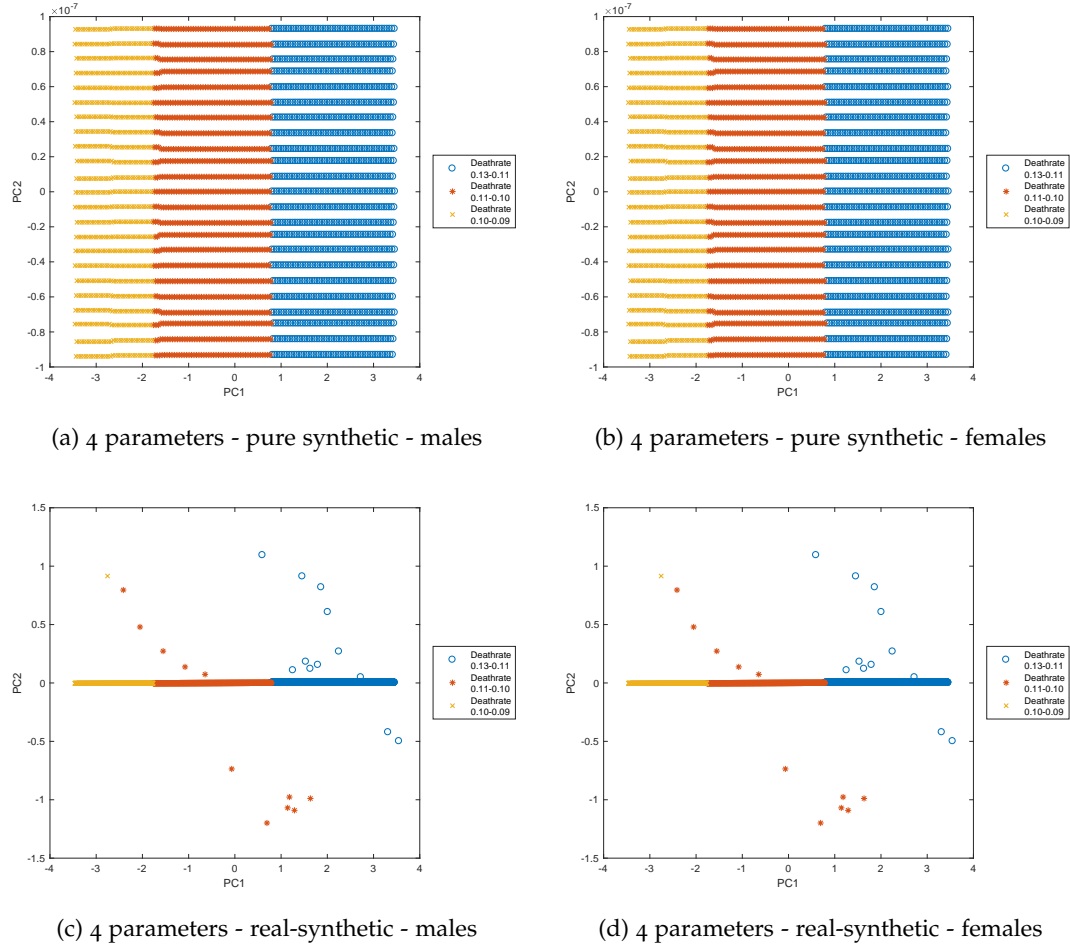 ×10-7
1
0.8
0.6
0.4
0.2
0
-0.2
-0.4
-0.6
-0.8
-1
PC2
-4 -3 -2 -1 0 1 2 3 4
PC1
Deathrate
0.13-0.11
Deathrate
0.11-0.10
Deathrate
0.10-0.09
(a) 4 parameters - pure synthetic - males
×10-7
1
0.8
0.6
0.4
0.2
0
-0.2
-0.4
-0.6
-0.8
-1
PC2
-4 -3 -2 -1 0 1 2 3 4
PC1
Deathrate
0.13-0.11
Deathrate
0.11-0.10
Deathrate
0.10-0.09
(b) 4 parameters - pure synthetic - females
1.5
1
0.5
0
-0.5
-1
-1.5
PC2
-4 -3 -2 -1 0 1 2 3 4
PC1
Deathrate
0.13-0.11
Deathrate
0.11-0.10
Deathrate
0.10-0.09
(c) 4 parameters - real-synthetic - males
1.5
1
0.5
0
-0.5
-1
-1.5
PC2
-4 -3 -2 -1 0 1 2 3 4
PC1
Deathrate
0.13-0.11
Deathrate
0.11-0.10
Deathrate
0.10-0.09
(d) 4 parameters - real-synthetic - females